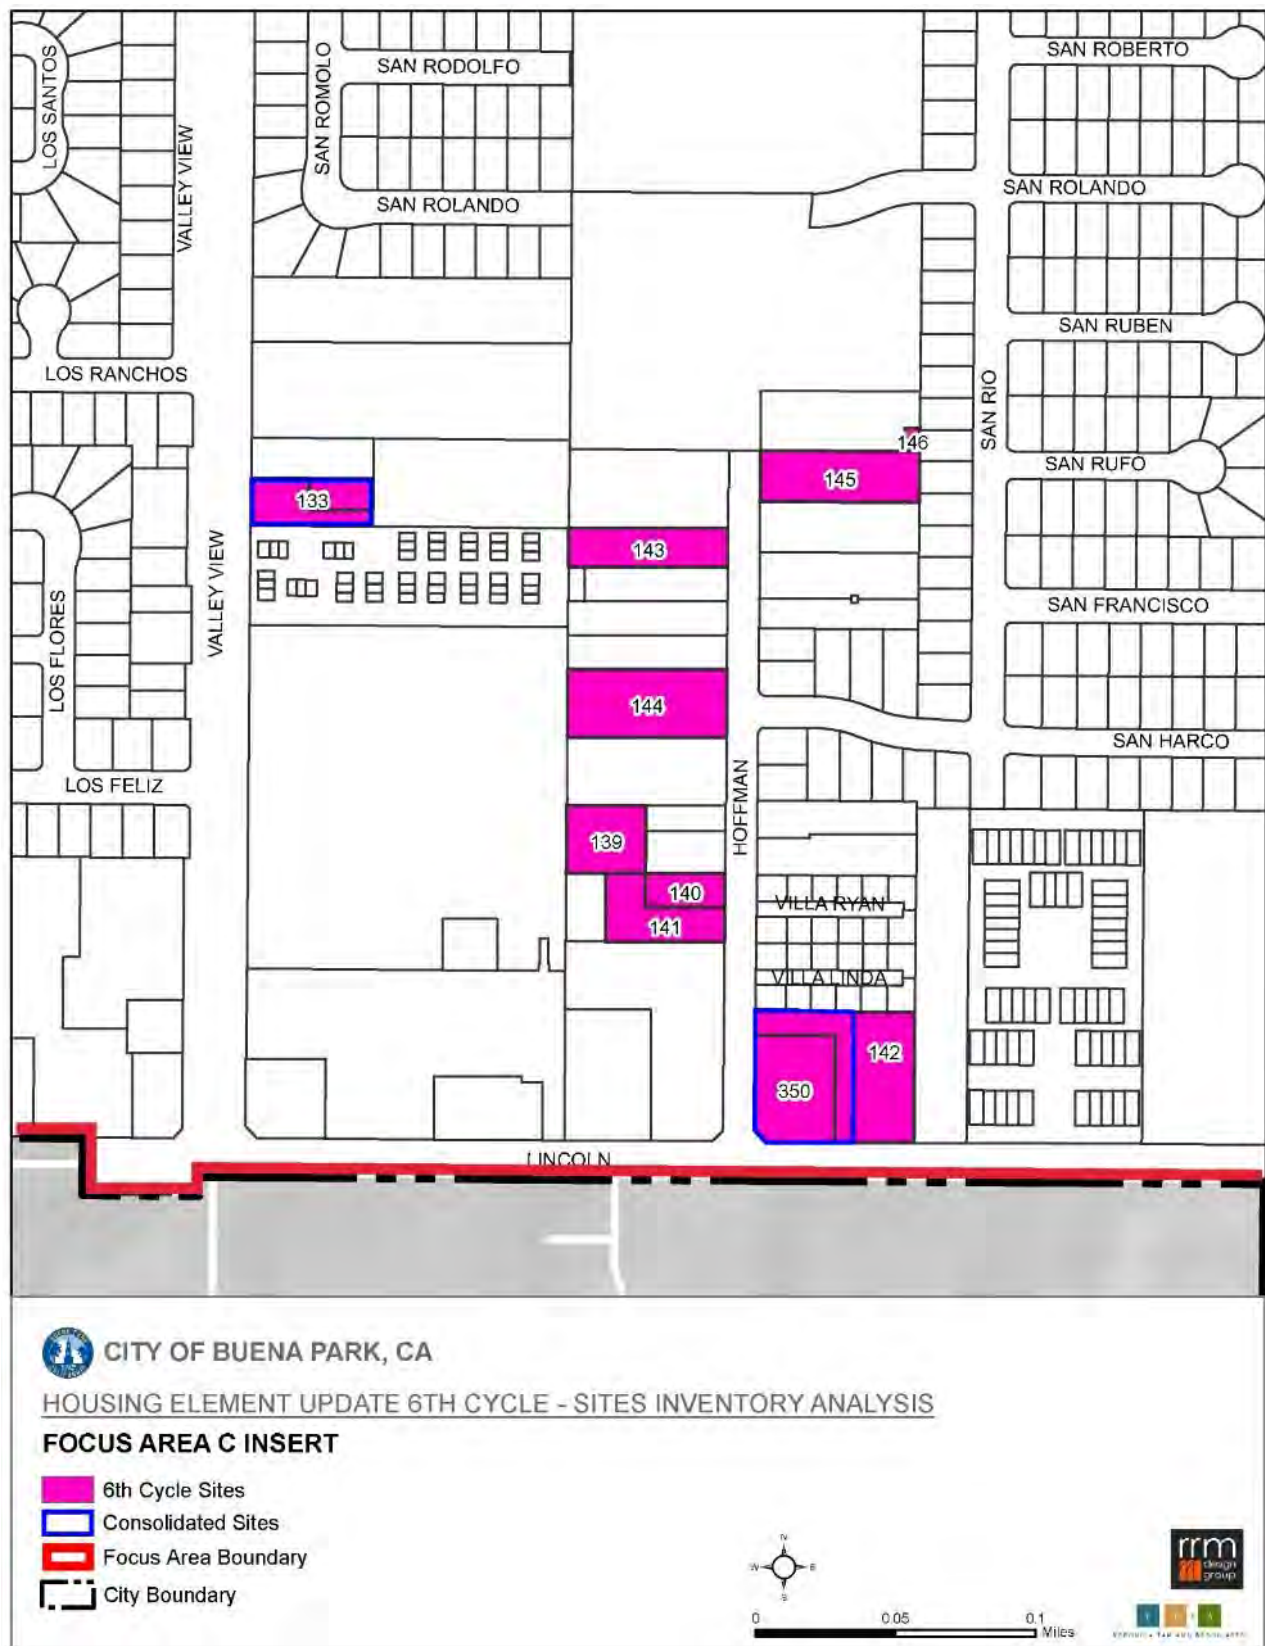 SAN ROBERTO
SAN RODOLFO
LOS SANTOS
SAN ROMOLO
VALLEY VIEW
SAN ROLANDO
SAN ROLANDO
SAN RUBEN
LOS RANCHOS
SAN RIO
146
SAN RUFO
145
133
143
VALLEY VIEW
LOS FLORES
SAN FRANCISCO
144
SAN HARCO
LOS FELIZ
HOFFMAN
139
140
VILLA RYAN
141
VILLA LINDA
142
350
LINCOLN
CITY OF BUENA PARK, CA
HOUSING ELEMENT UPDATE 6TH CYCLE - SITES INVENTORY ANALYSIS
FOCUS AREA C INSERT
6th Cycle Sites
Consolidated Sites
Focus Area Boundary
City Boundary
N
W E
S
0 0.05 0.1
Miles
rrm
design
group